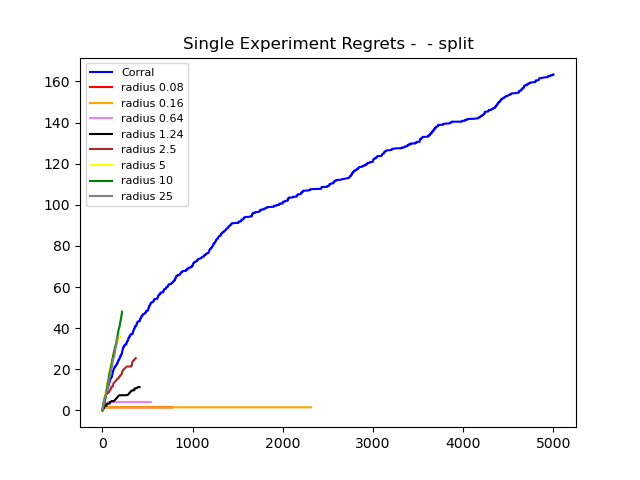 Single Experiment Regrets -  - split
Corral
radius 0.08
radius 0.16
radius 0.64
radius 1.24
radius 2.5
radius 5
radius 10
radius 25
160
140
120
100
80
60
40
20
0
0 1000 2000 3000 4000 5000